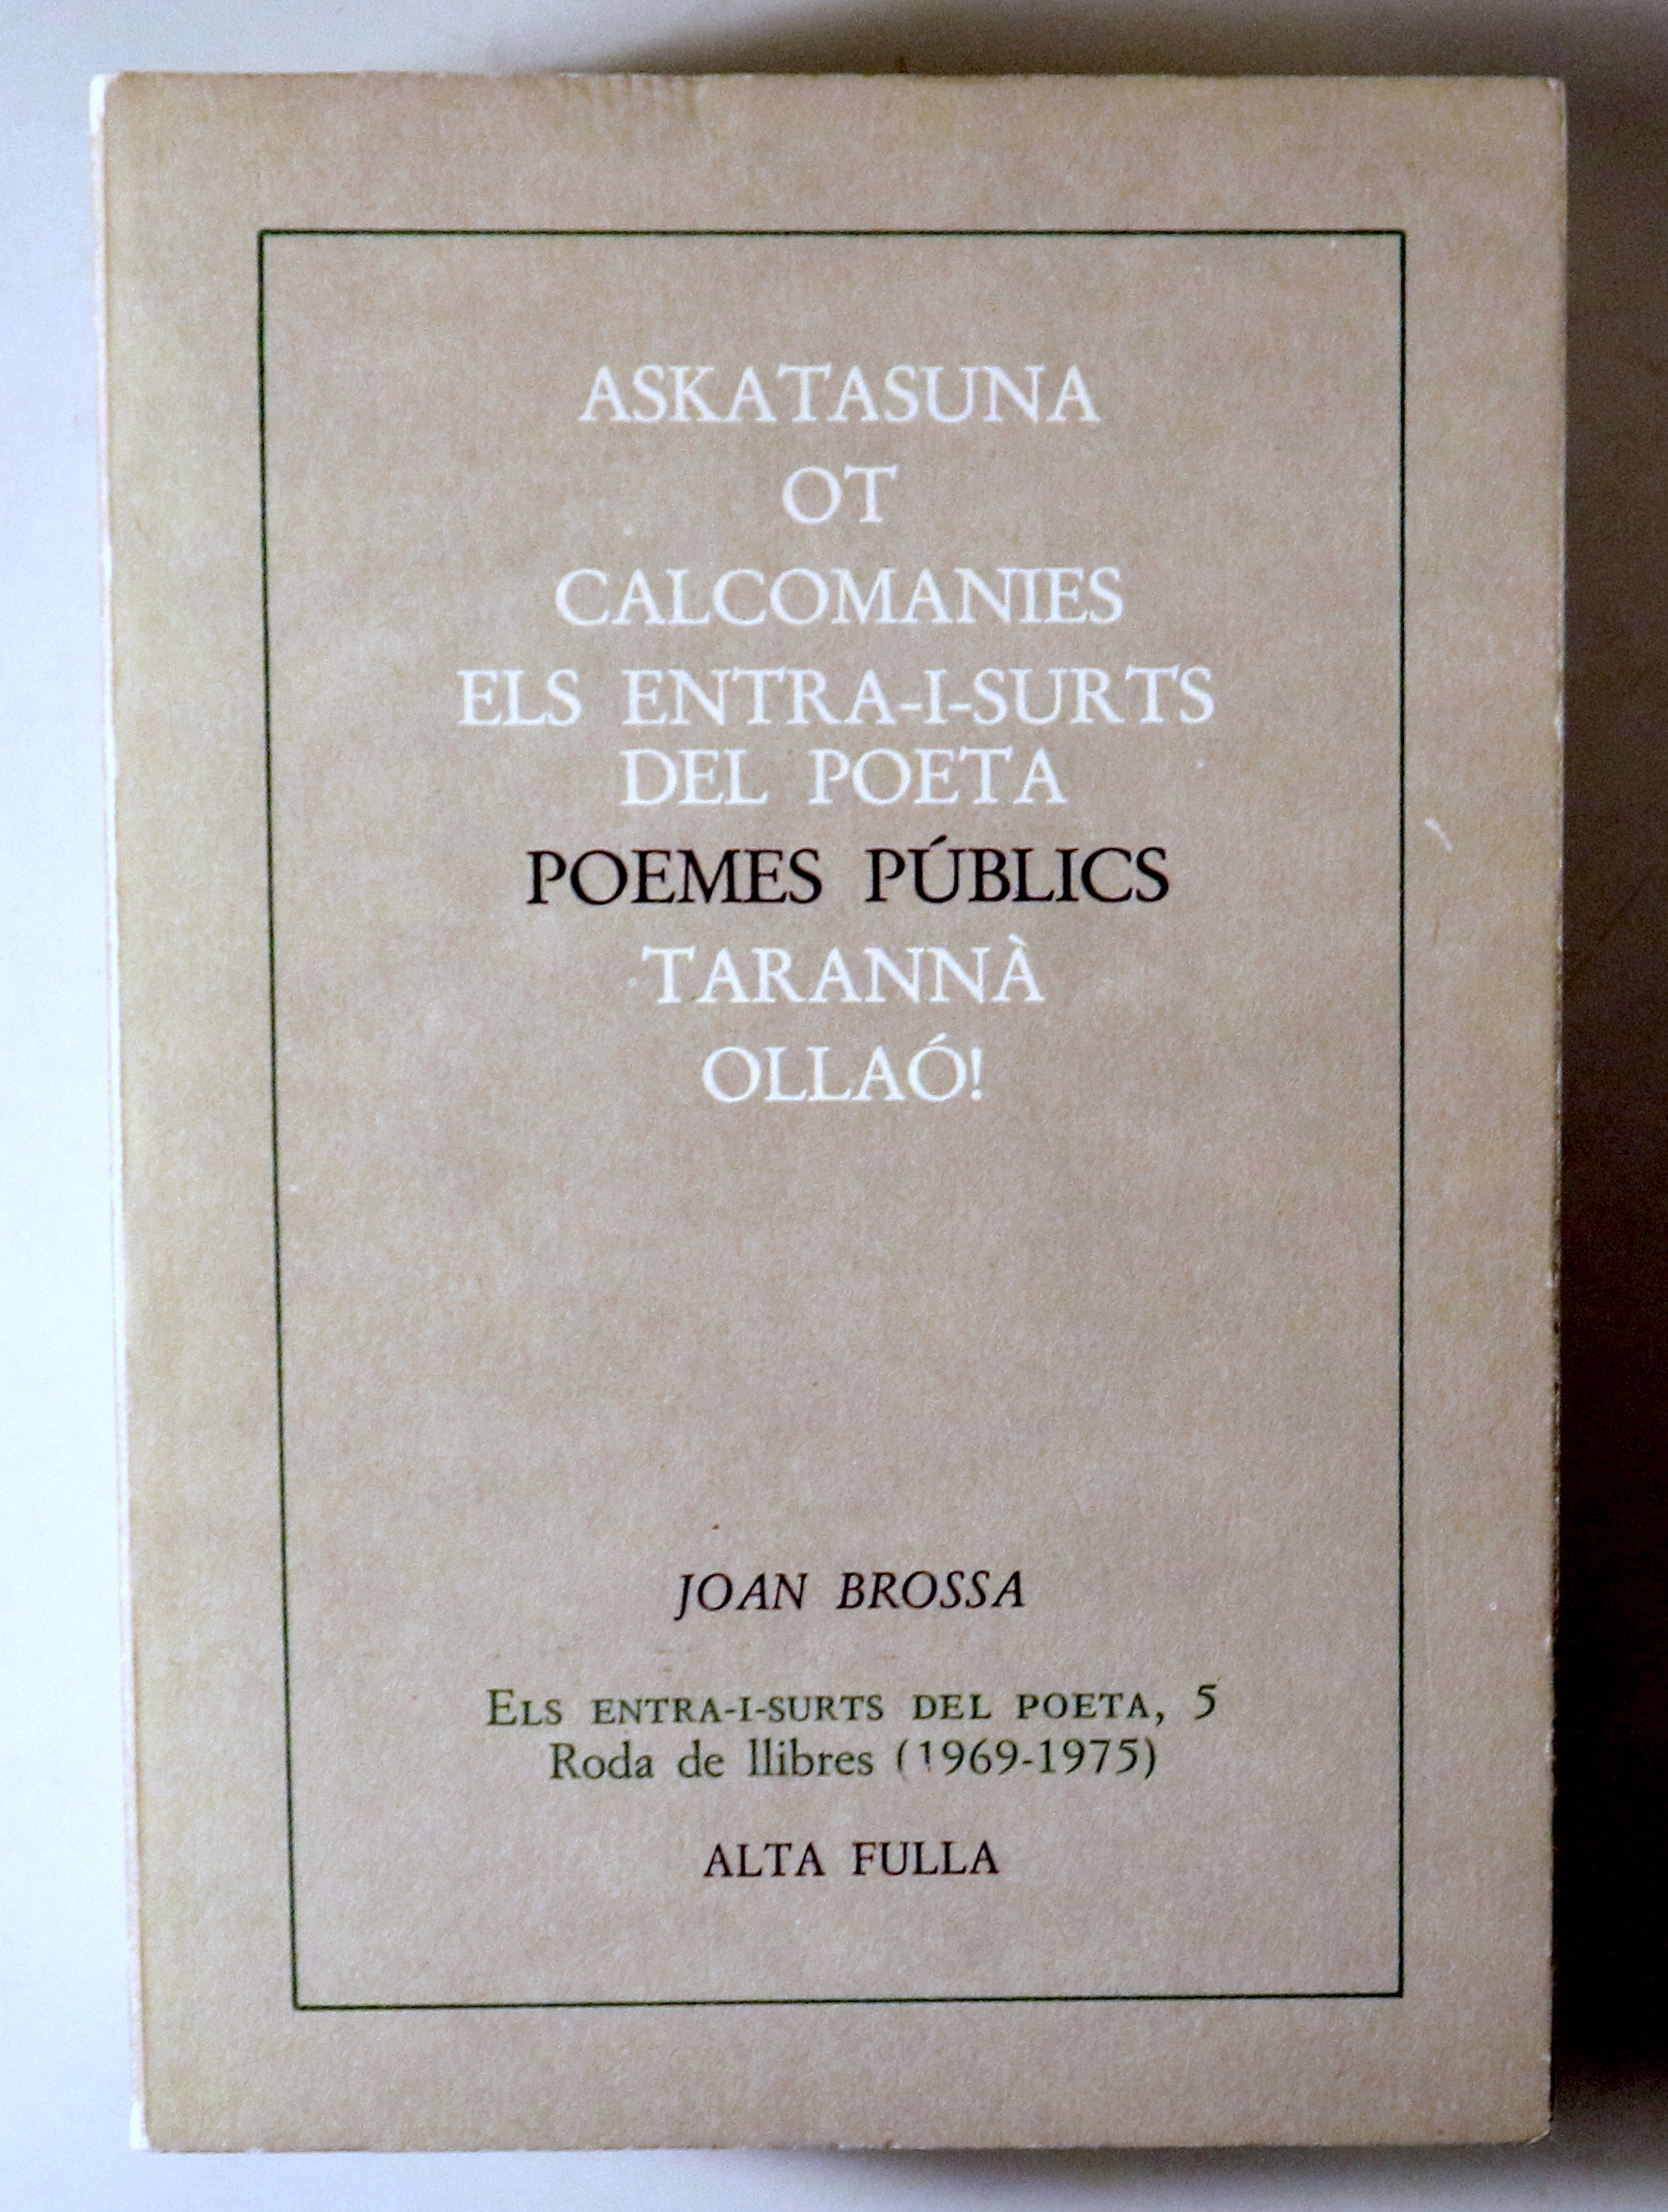 ASKATASUNA
OT
CALCOMANIES
ELS ENTRA-I-SURTS
DEL POETA
POEMES PÚBLICS
TARANNÀ
OLLAÓ!
JOAN BROSSA
ELS ENTRA-I-SURTS DEL POETA, 5
Roda de llibres (1969-1975)
ALTA FULLA